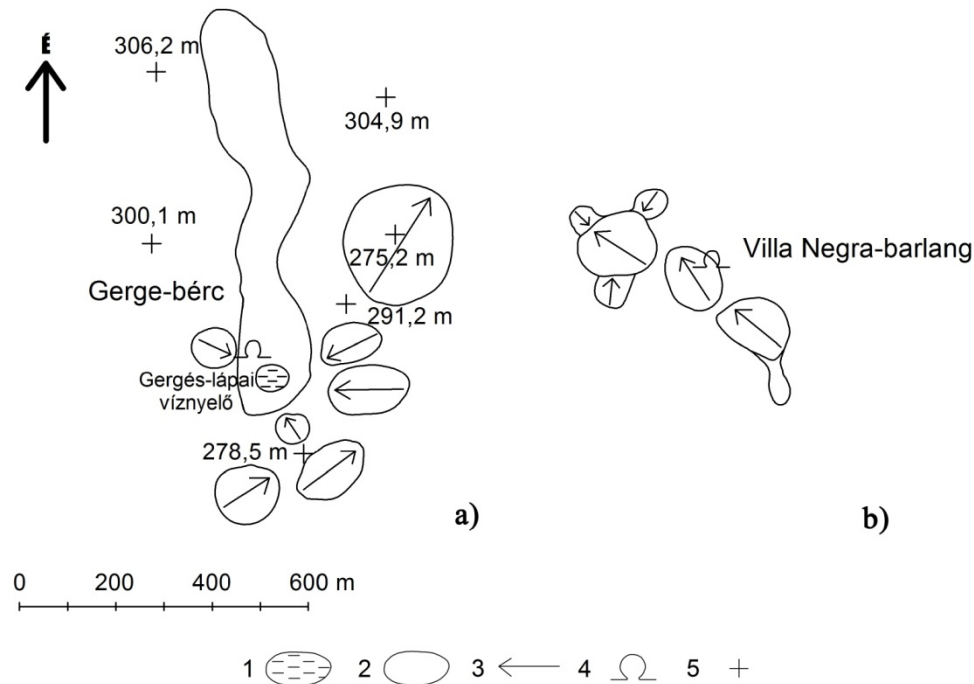 É
306,2 m
304,9 m
300,1 m
275,2 m
Villa Negra-barlang
Gerge-bérc
291,2 m
Gergés-lápai
víznyelő
278,5 m
a)
b)
0 200 400 600 m
1 2 3 4 5